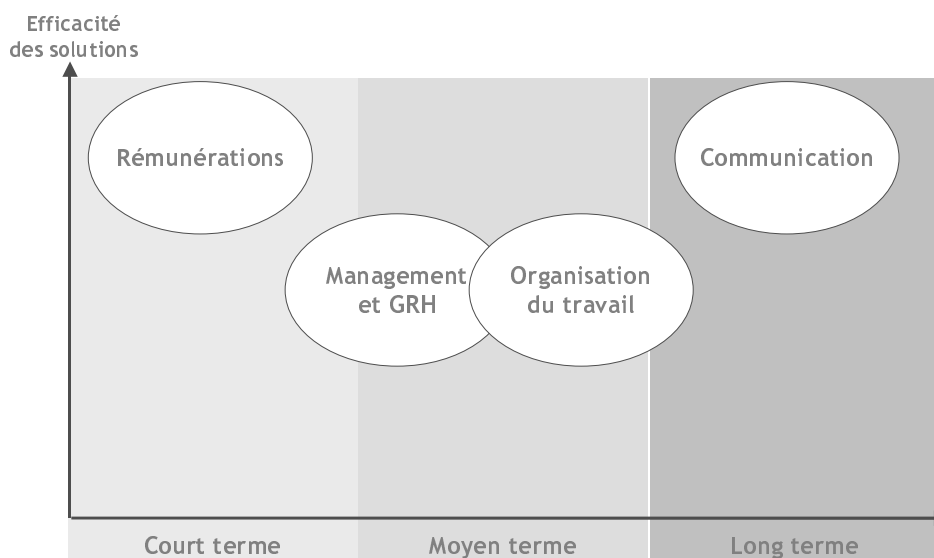 Efficacité
des solutions
Rémunérations
Communication
Management
et GRH
Organisation
du travail
Court terme
Moyen terme
Long terme